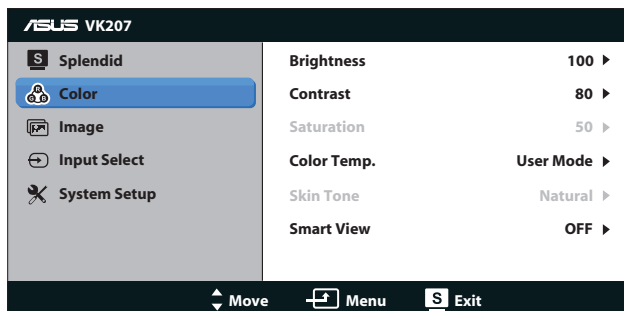 ASUS VK207
S Splendid
Color
Image
Input Select
System Setup
Brightness 100
Contrast 80
Saturation 50
Color Temp. User Mode
Skin Tone Natural
Smart View OFF
Move Menu S Exit